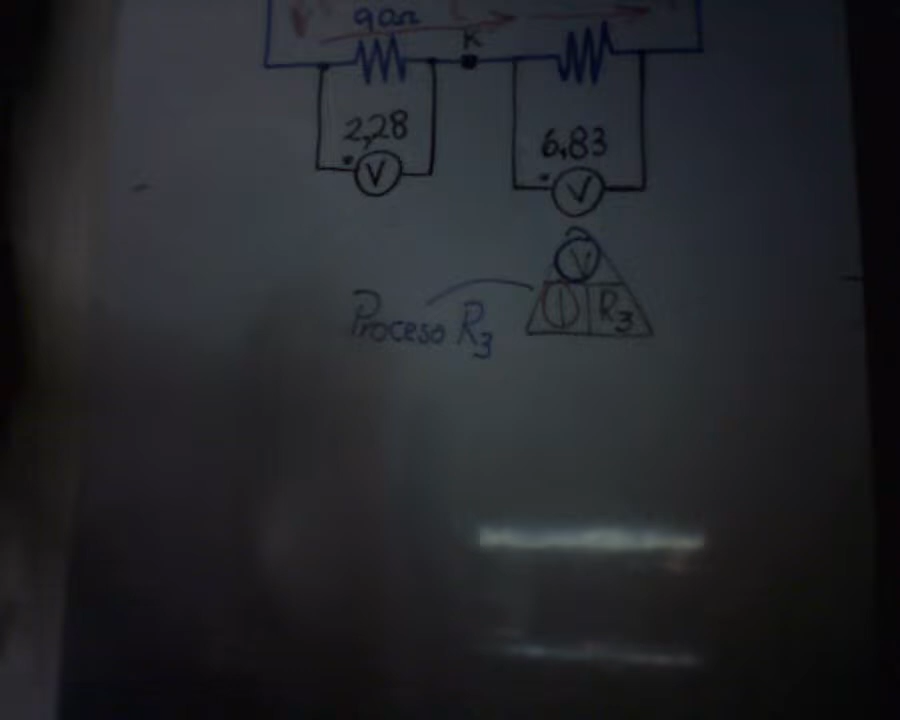 90Ω
K
2,28
6,83
V
V
V
I R3
Proceso R3